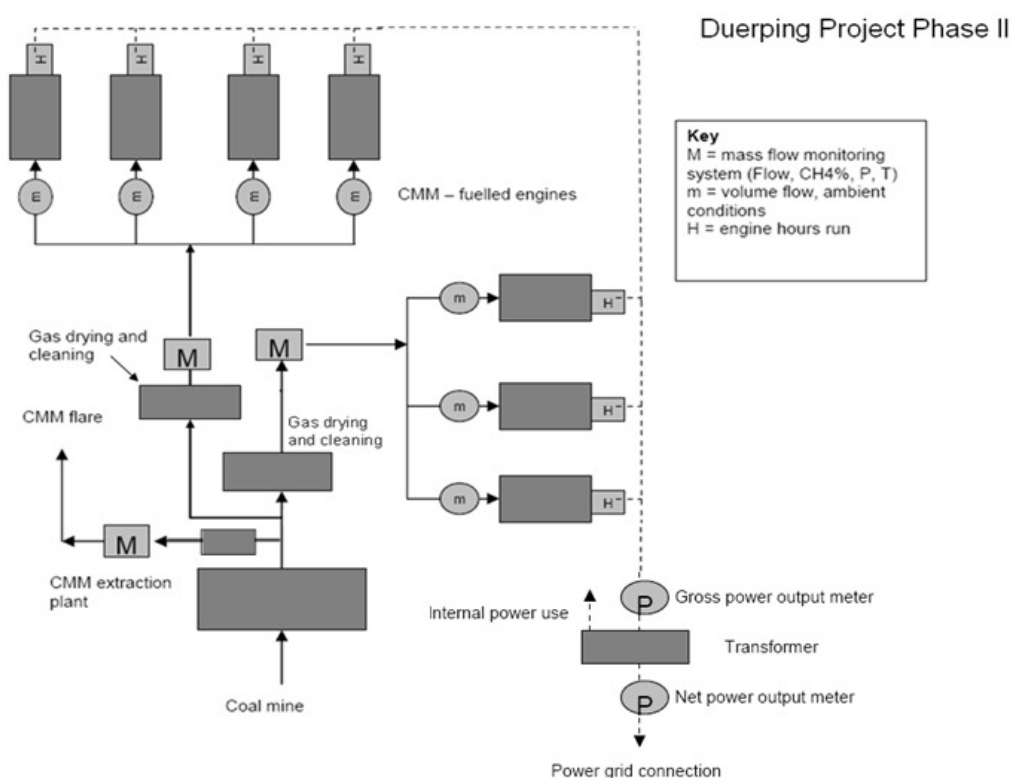 Duerping Project Phase II
H
H
H
H
m
m
m
m
CMM – fuelled engines
Key
M = mass flow monitoring
system (Flow, CH4%, P, T)
m = volume flow, ambient
conditions
H = engine hours run
m
H
Gas drying and
cleaning
M
M
CMM flare
m
H
Gas drying
and cleaning
m
H
M
CMM extraction
plant
Internal power use
P
Gross power output meter
Transformer
P
Net power output meter
Coal mine
Power grid connection